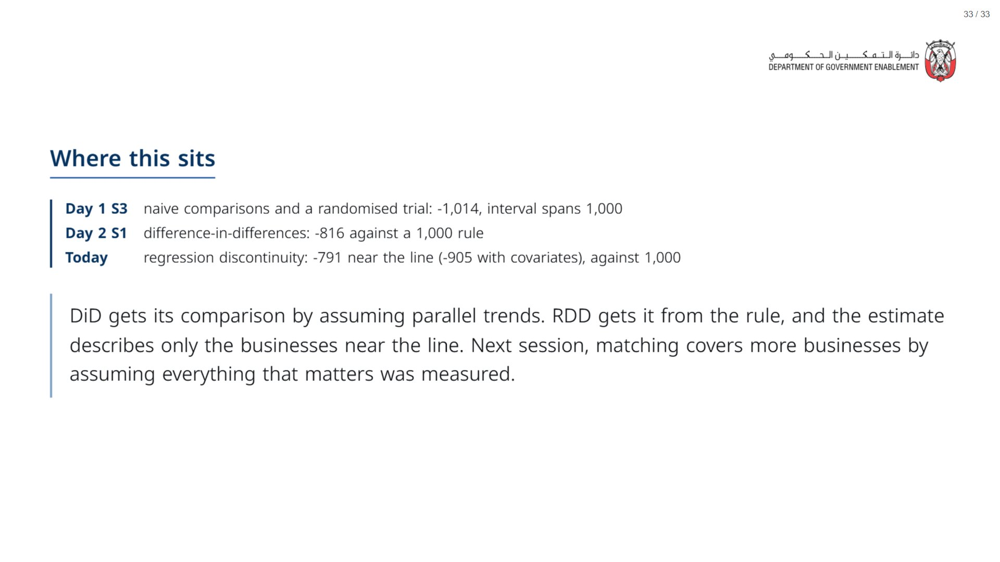 33 / 33
دائرة التمكين الحكومي
DEPARTMENT OF GOVERNMENT ENABLEMENT
Where this sits
Day 1 S3 naive comparisons and a randomised trial: -1,014, interval spans 1,000
Day 2 S1 difference-in-differences: -816 against a 1,000 rule
Today regression discontinuity: -791 near the line (-905 with covariates), against 1,000
DiD gets its comparison by assuming parallel trends. RDD gets it from the rule, and the estimate
describes only the businesses near the line. Next session, matching covers more businesses by
assuming everything that matters was measured.